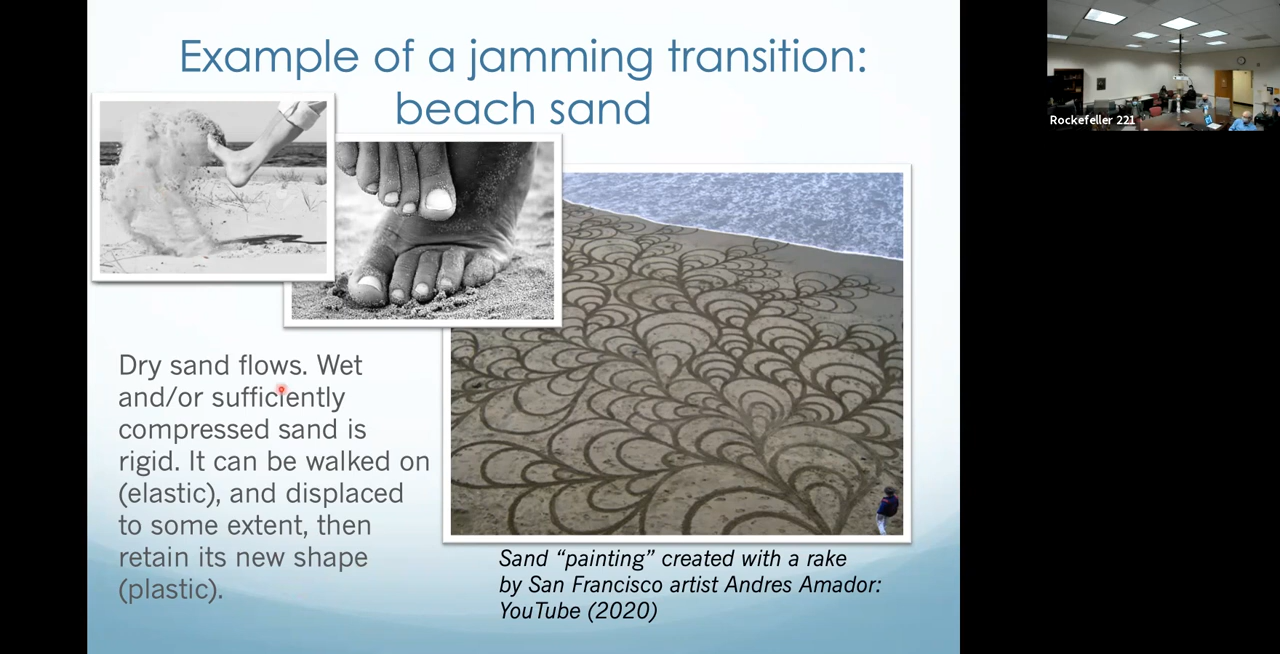 Example of a jamming transition:
beach sand
Dry sand flows. Wet
and/or sufficiently
compressed sand is
rigid. It can be walked on
(elastic), and displaced
to some extent, then
retain its new shape
(plastic).
Sand “painting” created with a rake
by San Francisco artist Andres Amador:
YouTube (2020)
Rockefeller 221